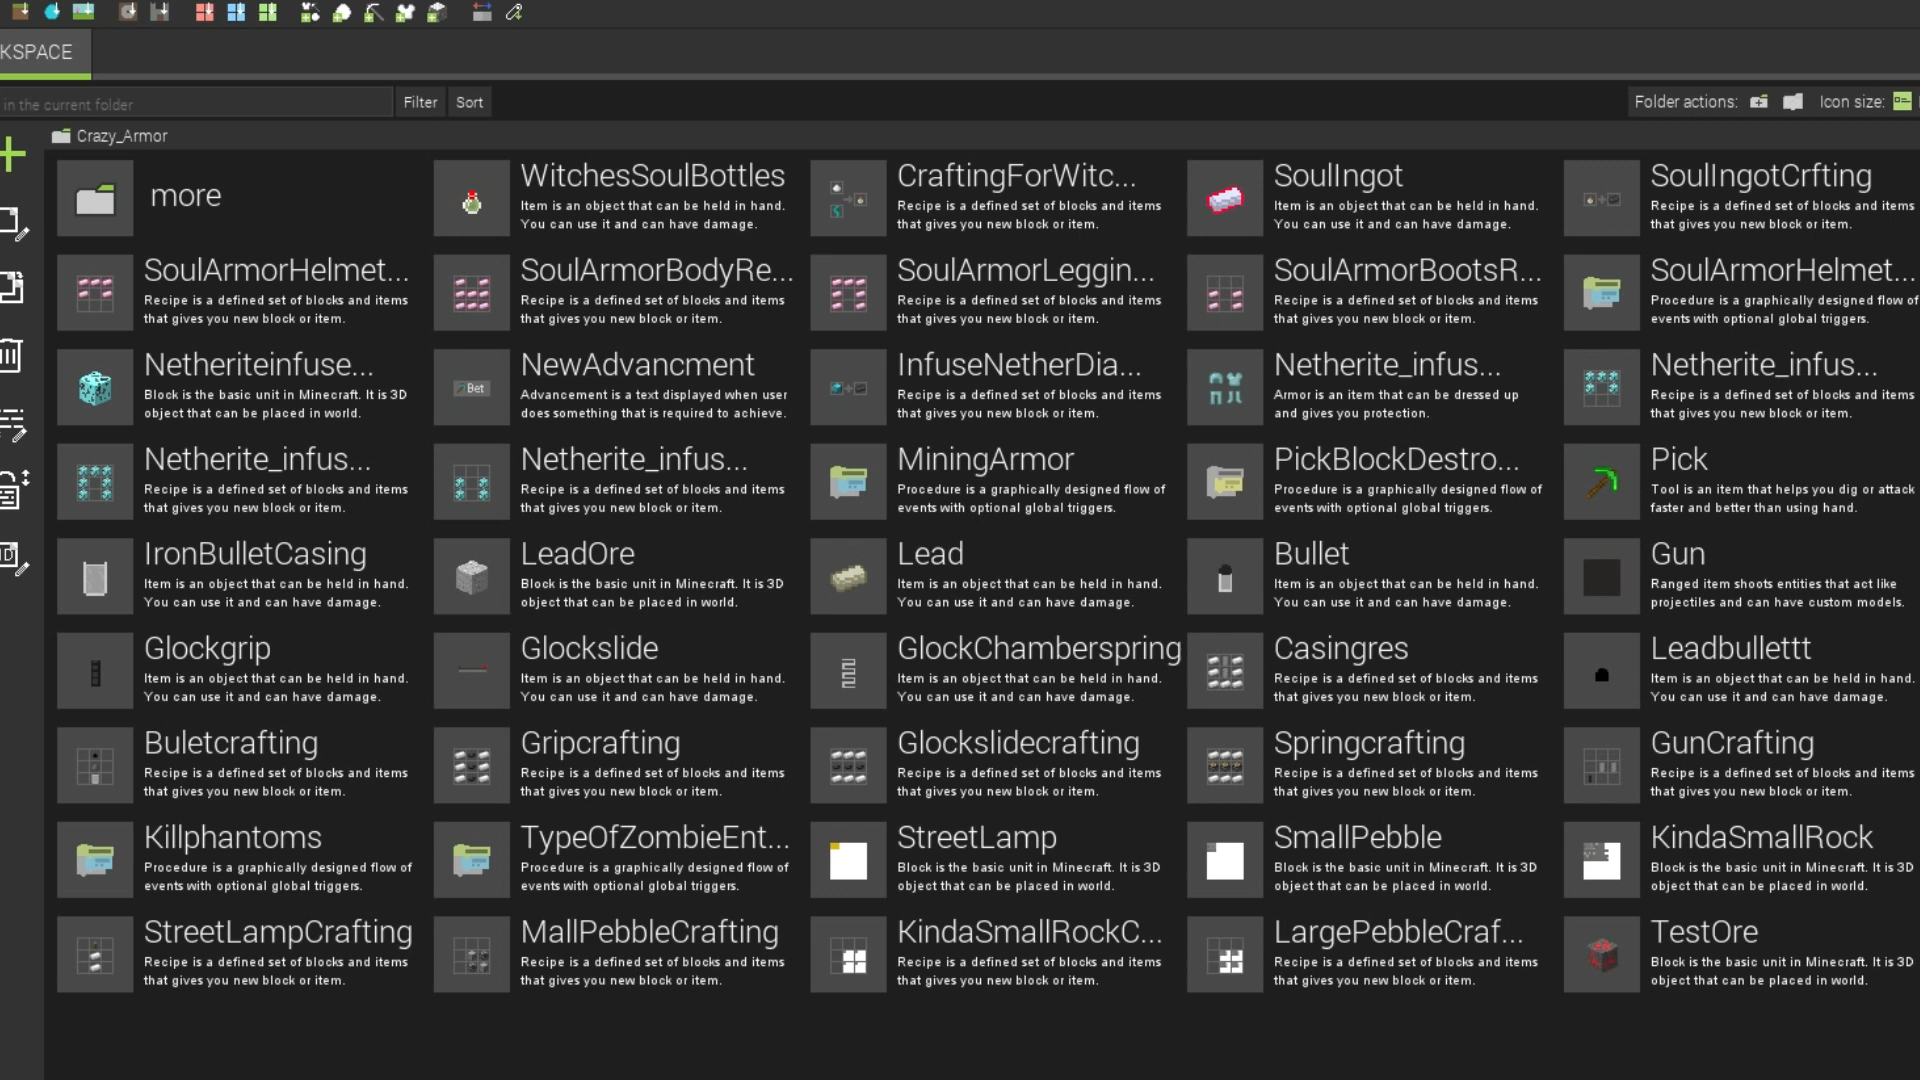 KSPACE
in the current folder
Filter
Sort
Folder actions:
Icon size:
Crazy_Armor
more
WitchesSoulBottles
Item is an object that can be held in hand.
You can use it and can have damage.
CraftingForWitc...
Recipe is a defined set of blocks and items
that gives you new block or item.
SoulIngot
Item is an object that can be held in hand.
You can use it and can have damage.
SoulIngotCrfting
Recipe is a defined set of blocks and items
that gives you new block or item.
SoulArmorHelmet...
Recipe is a defined set of blocks and items
that gives you new block or item.
SoulArmorBodyRe...
Recipe is a defined set of blocks and items
that gives you new block or item.
SoulArmorLeggin...
Recipe is a defined set of blocks and items
that gives you new block or item.
SoulArmorBootsR...
Recipe is a defined set of blocks and items
that gives you new block or item.
SoulArmorHelmet...
Procedure is a graphically designed flow of
events with optional global triggers.
Netheriteinfuse...
Block is the basic unit in Minecraft. It is 3D
object that can be placed in world.
Bet
NewAdvancment
Advancement is a text displayed when user
does something that is required to achieve.
InfuseNetherDia...
Recipe is a defined set of blocks and items
that gives you new block or item.
Netherite_infus...
Armor is an item that can be dressed up
and gives you protection.
Netherite_infus...
Recipe is a defined set of blocks and items
that gives you new block or item.
Netherite_infus...
Recipe is a defined set of blocks and items
that gives you new block or item.
Netherite_infus...
Recipe is a defined set of blocks and items
that gives you new block or item.
MiningArmor
Procedure is a graphically designed flow of
events with optional global triggers.
PickBlockDestro...
Procedure is a graphically designed flow of
events with optional global triggers.
Pick
Tool is an item that helps you dig or attack
faster and better than using hand.
IronBulletCasing
Item is an object that can be held in hand.
You can use it and can have damage.
LeadOre
Block is the basic unit in Minecraft. It is 3D
object that can be placed in world.
Lead
Item is an object that can be held in hand.
You can use it and can have damage.
Bullet
Item is an object that can be held in hand.
You can use it and can have damage.
Gun
Ranged item shoots entities that act like
projectiles and can have custom models.
Glockgrip
Item is an object that can be held in hand.
You can use it and can have damage.
Glockslide
Item is an object that can be held in hand.
You can use it and can have damage.
GlockChamberspring
Item is an object that can be held in hand.
You can use it and can have damage.
Casingres
Recipe is a defined set of blocks and items
that gives you new block or item.
Leadbullettt
Item is an object that can be held in hand.
You can use it and can have damage.
Buletcrafting
Recipe is a defined set of blocks and items
that gives you new block or item.
Gripcrafting
Recipe is a defined set of blocks and items
that gives you new block or item.
Glockslidecrafting
Recipe is a defined set of blocks and items
that gives you new block or item.
Springcrafting
Recipe is a defined set of blocks and items
that gives you new block or item.
GunCrafting
Recipe is a defined set of blocks and items
that gives you new block or item.
Killphantoms
Procedure is a graphically designed flow of
events with optional global triggers.
TypeOfZombieEnt...
Procedure is a graphically designed flow of
events with optional global triggers.
StreetLamp
Block is the basic unit in Minecraft. It is 3D
object that can be placed in world.
SmallPebble
Block is the basic unit in Minecraft. It is 3D
object that can be placed in world.
KindaSmallRock
Block is the basic unit in Minecraft. It is 3D
object that can be placed in world.
StreetLampCrafting
Recipe is a defined set of blocks and items
that gives you new block or item.
MallPebbleCrafting
Recipe is a defined set of blocks and items
that gives you new block or item.
KindaSmallRockC...
Recipe is a defined set of blocks and items
that gives you new block or item.
LargePebbleCraf...
Recipe is a defined set of blocks and items
that gives you new block or item.
TestOre
Block is the basic unit in Minecraft. It is 3D
object that can be placed in world.